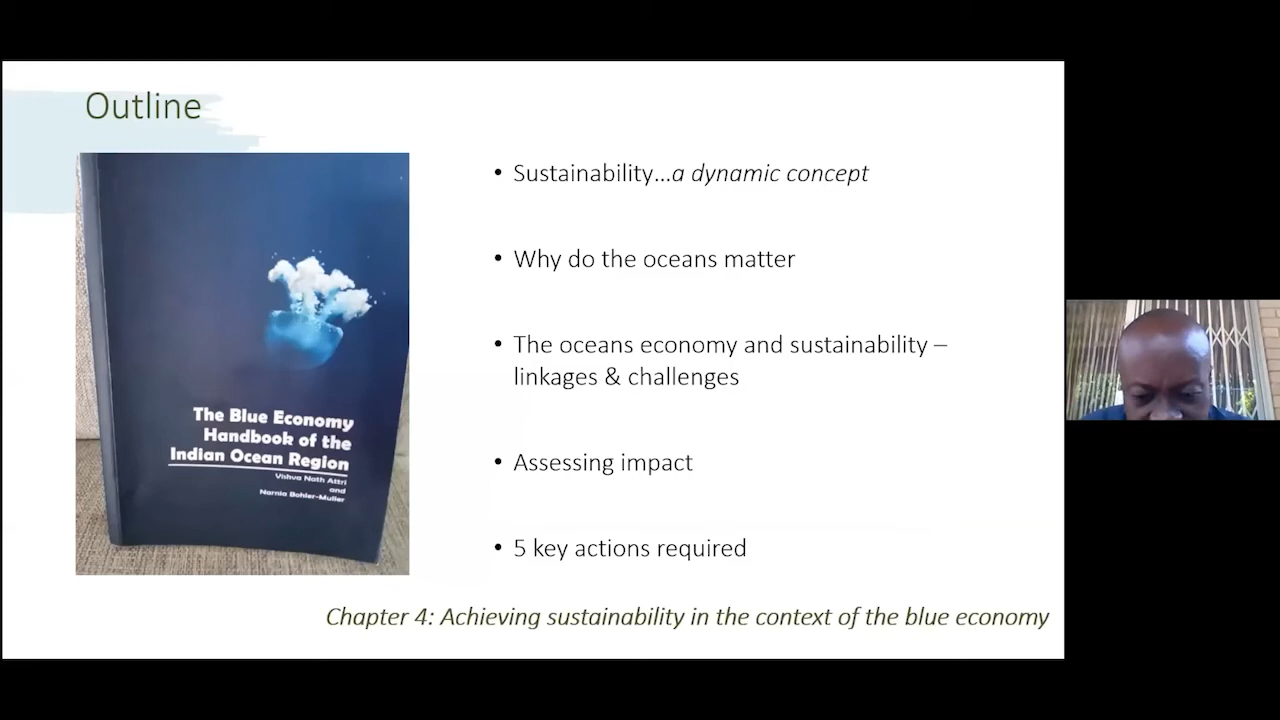 Outline
The Blue Economy
Handbook of the
Indian Ocean Region
Vishva Nath Attri
and
Narnia Bohler-Muller
• Sustainability…a dynamic concept
• Why do the oceans matter
• The oceans economy and sustainability –
linkages & challenges
• Assessing impact
• 5 key actions required
Chapter 4: Achieving sustainability in the context of the blue economy